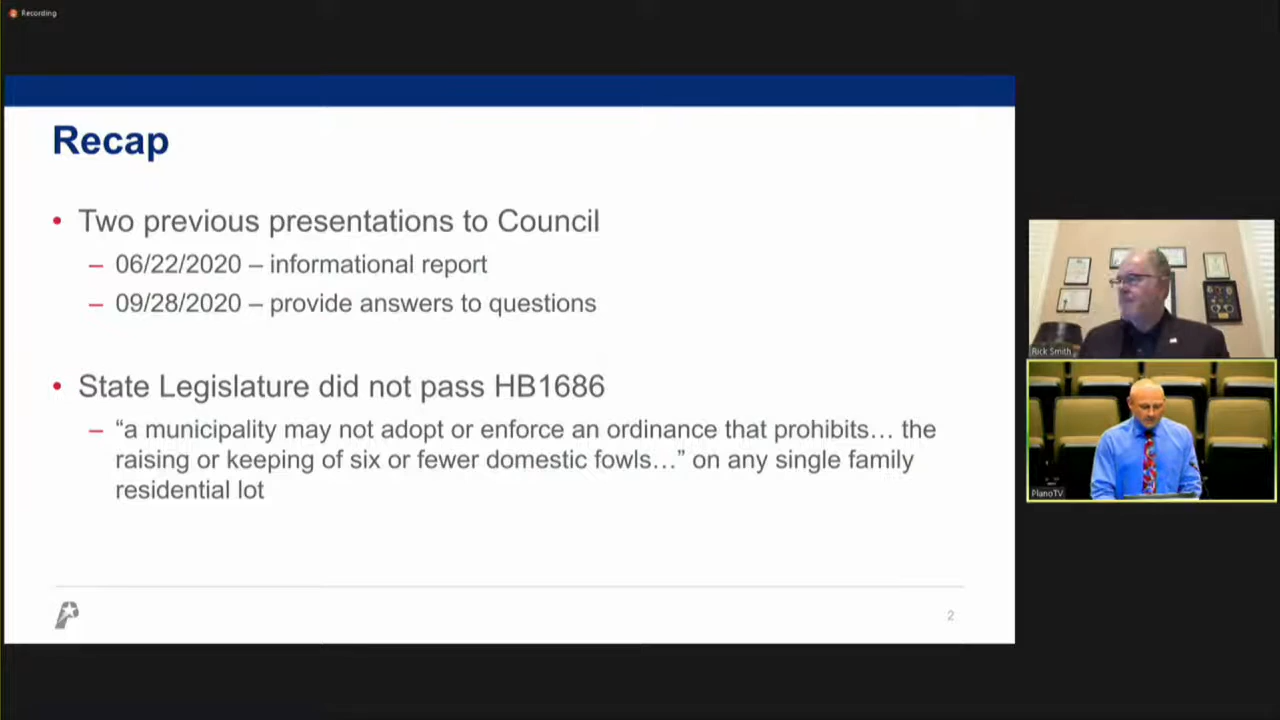 Recording
Recap
• Two previous presentations to Council
– 06/22/2020 – informational report
– 09/28/2020 – provide answers to questions
• State Legislature did not pass HB1686
– “a municipality may not adopt or enforce an ordinance that prohibits… the
raising or keeping of six or fewer domestic fowls…” on any single family
residential lot
2
Rick Smith
PlanoTV